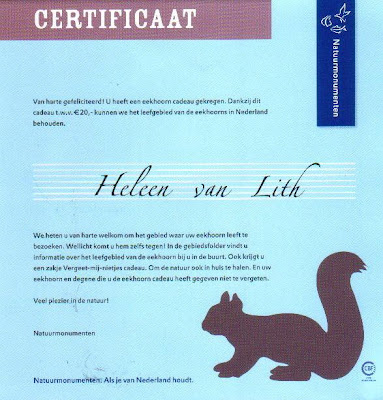 CERTIFICAAT
Natuurmonumenten
Van harte gefeliciteerd! U heeft een eekhoorn cadeau gekregen. Dankzij dit
cadeau t.w.v. €20,- kunnen we het leefgebied van de eekhoorns in Nederland
behouden.
Heleen van Lith
We heten u van harte welkom om het gebied waar uw eekhoorn leeft te
bezoeken. Wellicht komt u hem zelfs tegen! In de gebiedsfolder vindt u
informatie over het leefgebied van de eekhoorn bij u in de buurt. Ook krijgt u
een zakje Vergeet-mij-nietjes cadeau. Om de natuur ook in huis te halen. En uw
eekhoorn en degene die u de eekhoorn cadeau heeft gegeven niet te vergeten.
Veel plezier in de natuur!
Natuurmonumenten
Natuurmonumenten. Als je van Nederland houdt.
CBF